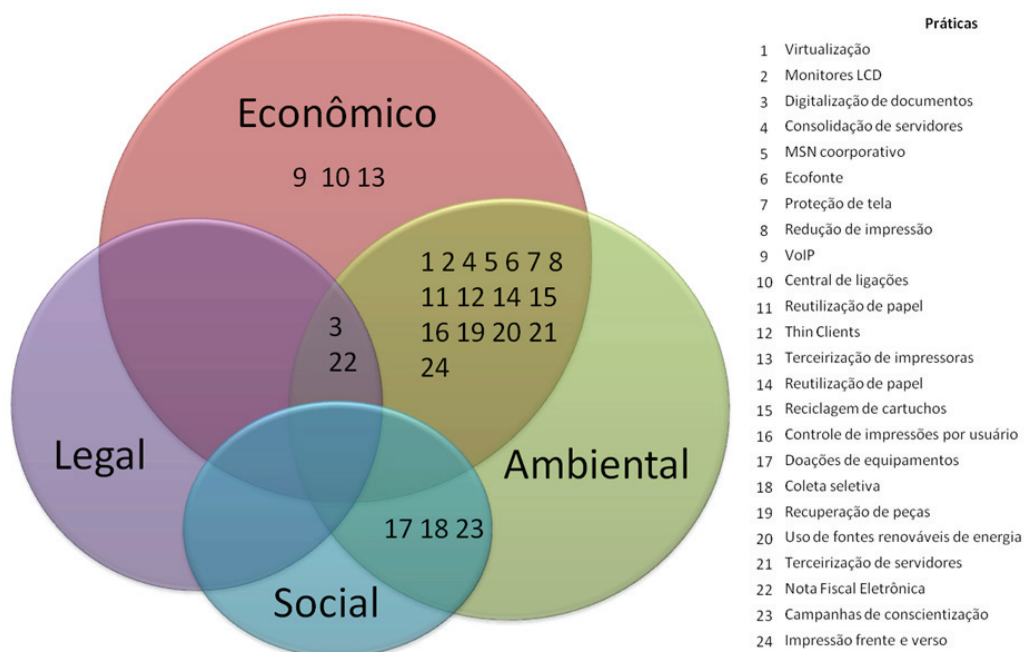 Econômico
9 10 13
1 2 4 5 6 7 8
11 12 14 15
16 19 20 21
24
3
22
Legal
Ambiental
17 18 23
Social
Práticas
1 Virtualização
2 Monitores LCD
3 Digitalização de documentos
4 Consolidação de servidores
5 MSN coorporativo
6 Ecofonte
7 Proteção de tela
8 Redução de impressão
9 VoIP
10 Central de ligações
11 Reutilização de papel
12 Thin Clients
13 Terceirização de impressoras
14 Reutilização de papel
15 Reciclagem de cartuchos
16 Controle de impressões por usuário
17 Doações de equipamentos
18 Coleta seletiva
19 Recuperação de peças
20 Uso de fontes renováveis de energia
21 Terceirização de servidores
22 Nota Fiscal Eletrônica
23 Campanhas de conscientização
24 Impressão frente e verso